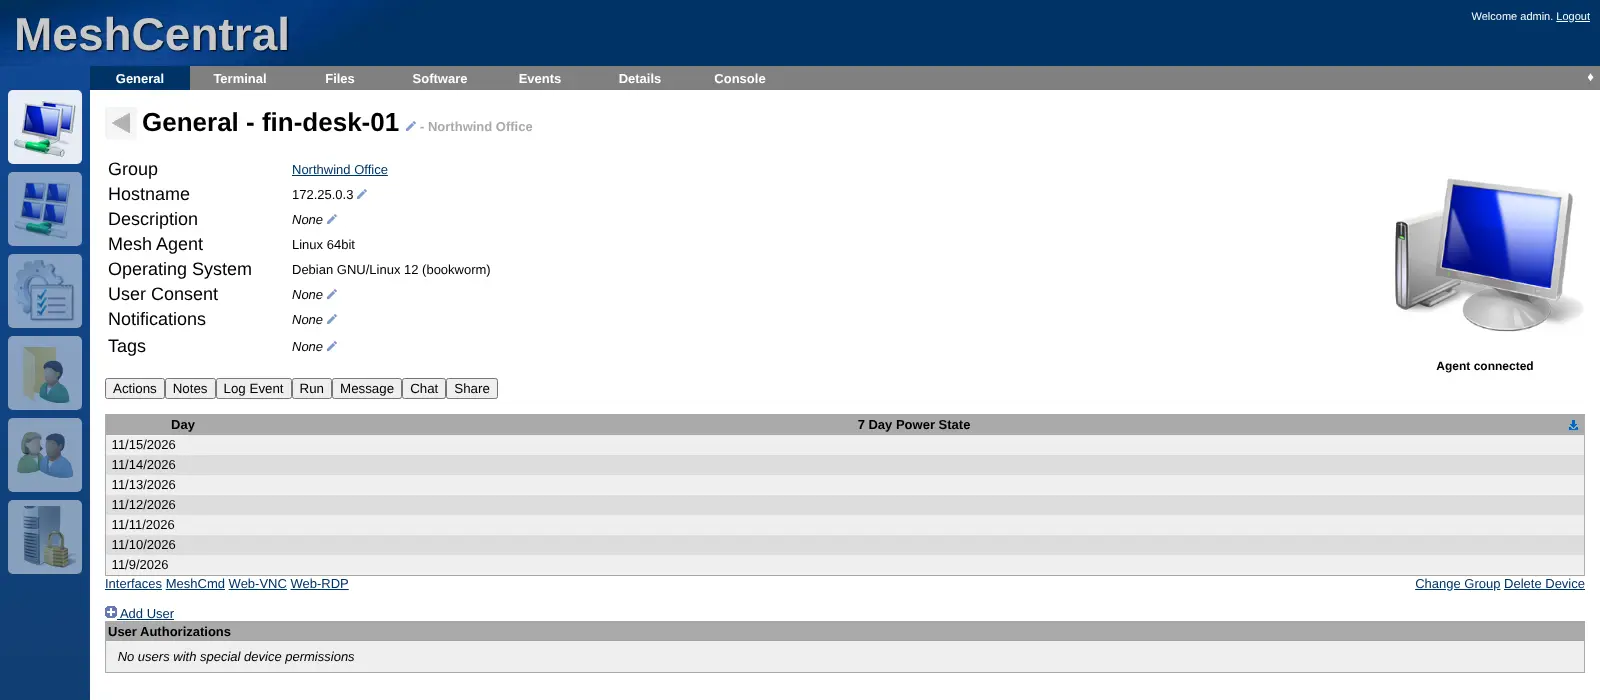 MeshCentral
Welcome admin. Logout
General Terminal Files Software Events Details Console
General - fin-desk-01 - Northwind Office
Group Northwind Office
Hostname 172.25.0.3
Description None
Mesh Agent Linux 64bit
Operating System Debian GNU/Linux 12 (bookworm)
User Consent None
Notifications None
Tags None
Agent connected
Actions Notes Log Event Run Message Chat Share
Day 7 Day Power State
11/15/2026
11/14/2026
11/13/2026
11/12/2026
11/11/2026
11/10/2026
11/9/2026
Interfaces MeshCmd Web-VNC Web-RDP Change Group Delete Device
Add User
User Authorizations
No users with special device permissions